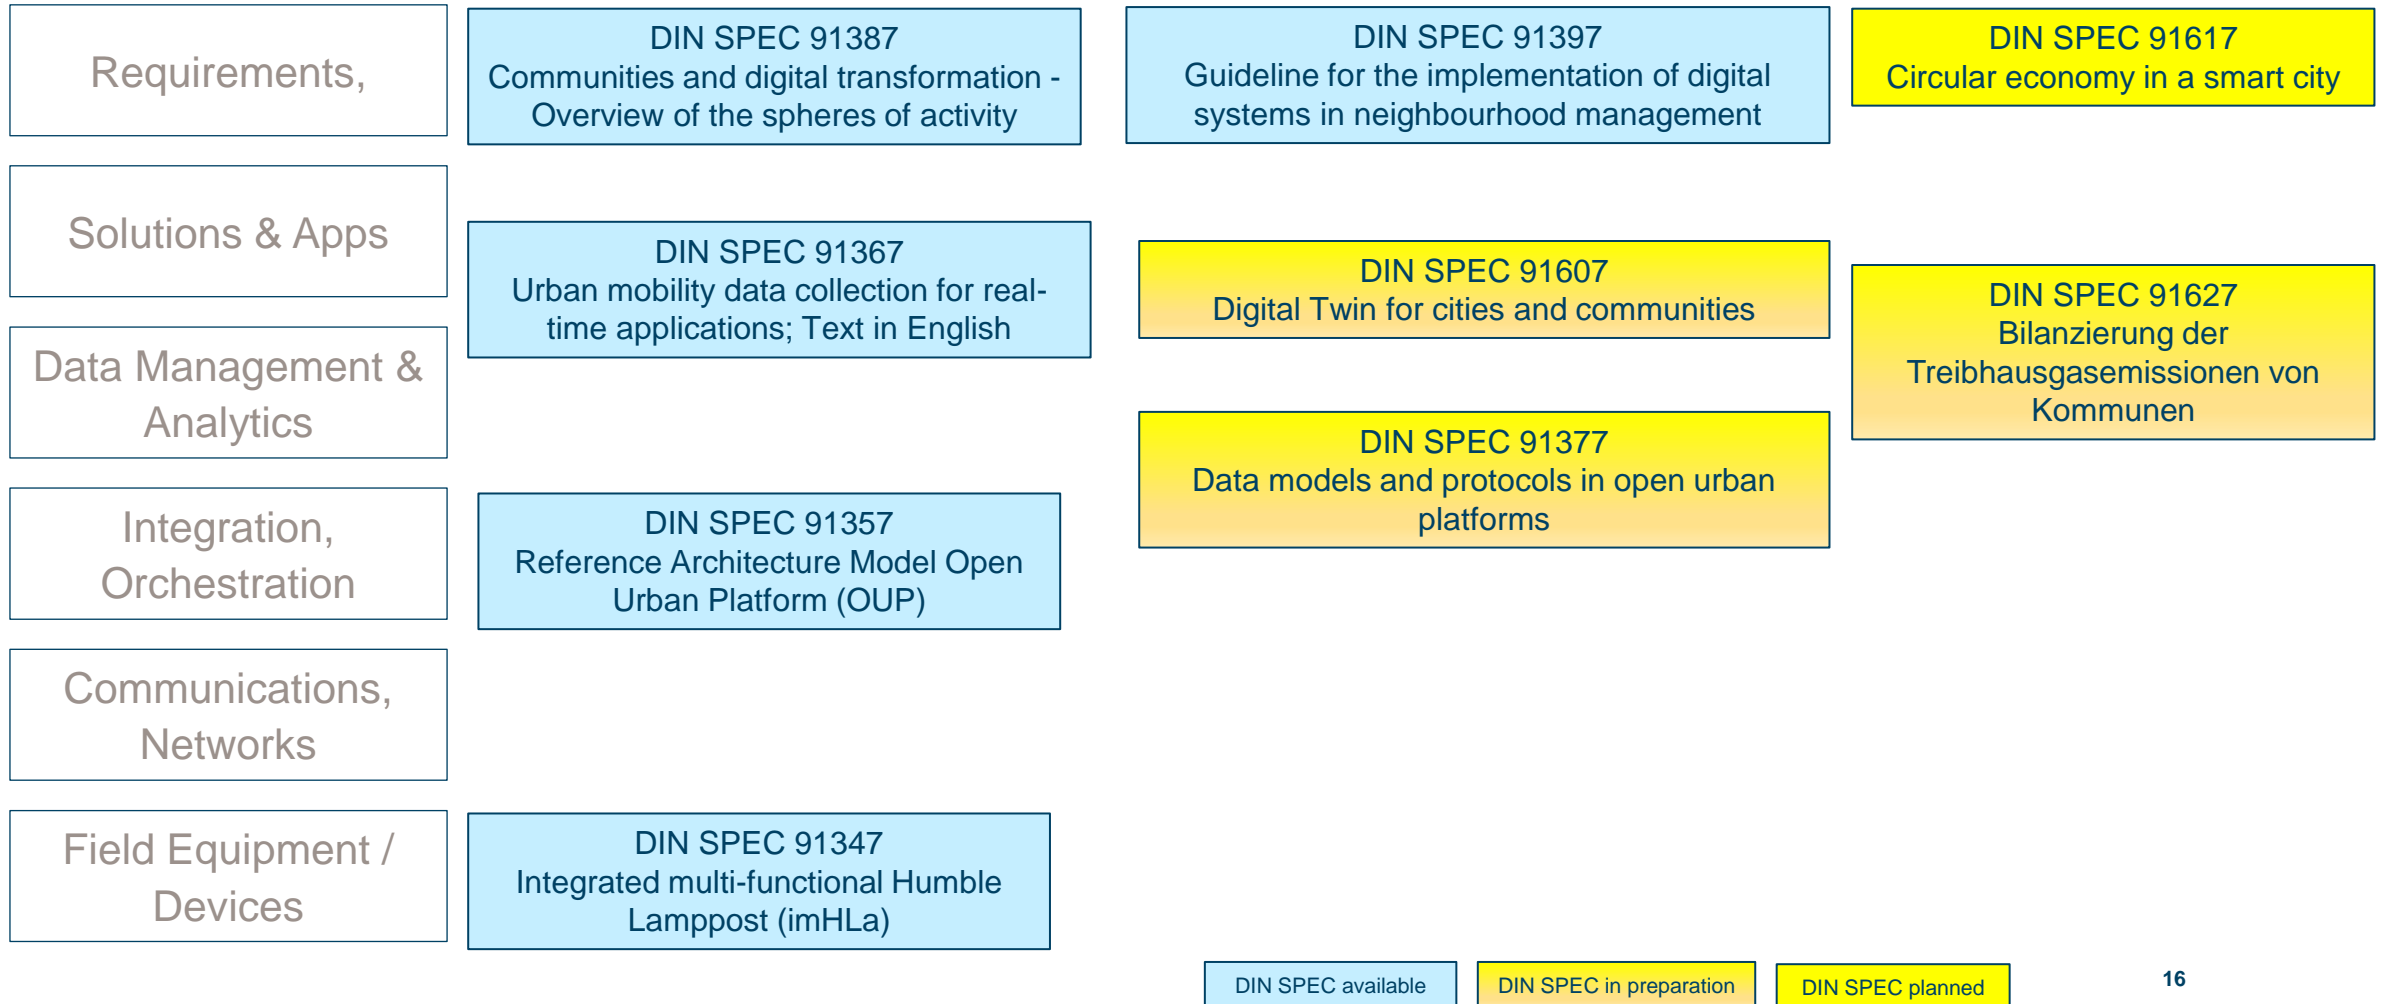 Requirements,
DIN SPEC 91387
Communities and digital transformation -
Overview of the spheres of activity
DIN SPEC 91397
Guideline for the implementation of digital
systems in neighbourhood management
DIN SPEC 91617
Circular economy in a smart city
Solutions & Apps
DIN SPEC 91367
Urban mobility data collection for real-
time applications; Text in English
DIN SPEC 91607
Digital Twin for cities and communities
DIN SPEC 91627
Bilanzierung der
Treibhausgasemissionen von
Kommunen
Data Management &
Analytics
DIN SPEC 91377
Data models and protocols in open urban
platforms
Integration,
Orchestration
DIN SPEC 91357
Reference Architecture Model Open
Urban Platform (OUP)
Communications,
Networks
Field Equipment /
Devices
DIN SPEC 91347
Integrated multi-functional Humble
Lamppost (imHLa)
DIN SPEC available
DIN SPEC in preparation
DIN SPEC planned
16